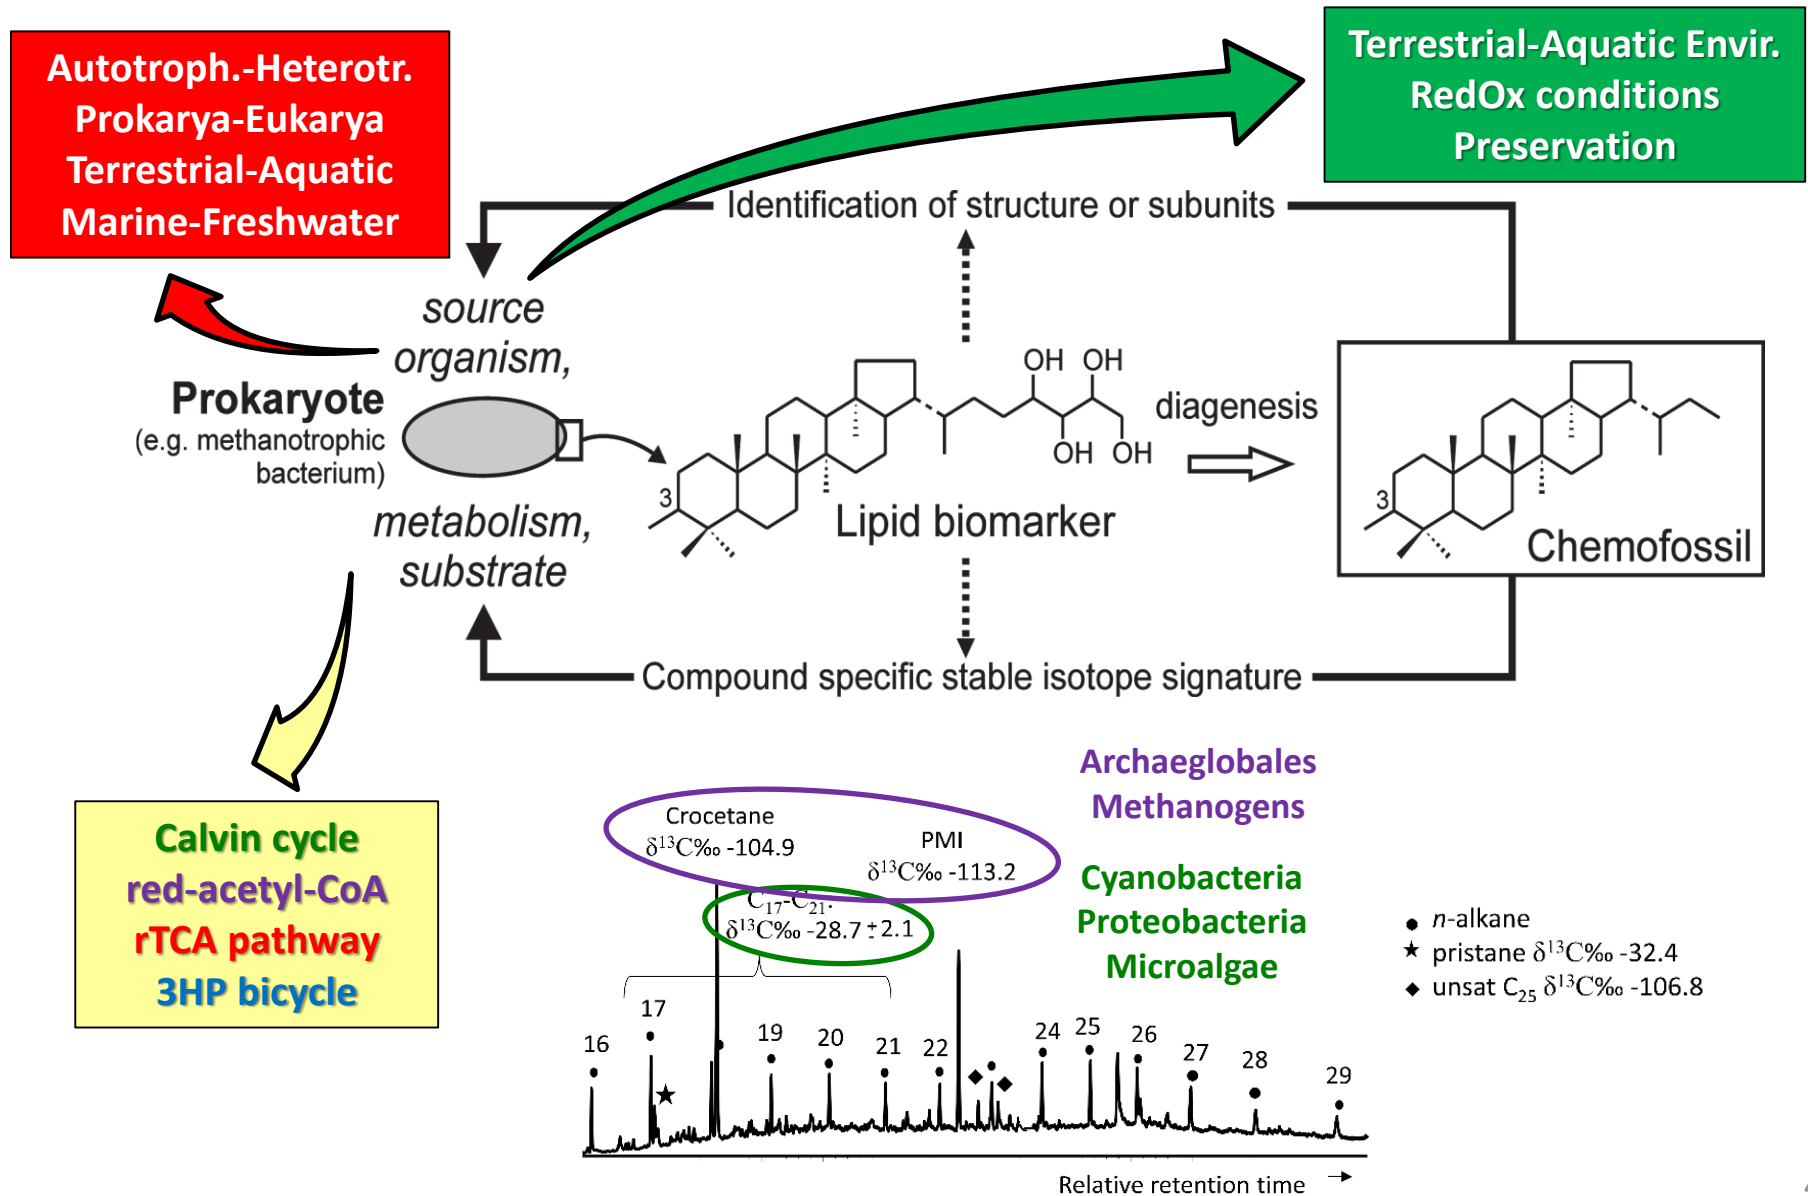 Autotroph.-Heterotr.
Prokarya-Eukarya
Terrestrial-Aquatic
Marine-Freshwater
Terrestrial-Aquatic Envir.
RedOx conditions
Preservation
Identification of structure or subunits
source
organism,
Prokaryote
(e.g. methanotrophic
bacterium)
metabolism,
substrate
3
OH OH
OH OH
Lipid biomarker
diagenesis
3
Chemofossil
Compound specific stable isotope signature
Calvin cycle
red-acetyl-CoA
rTCA pathway
3HP bicycle
Archaeglobales
Methanogens
Cyanobacteria
Proteobacteria
Microalgae
Crocetane
δ¹³C‰ -104.9
PMI
δ¹³C‰ -113.2
C₁₇-C₂₁.
δ¹³C‰ -28.7 ± 2.1
● n-alkane
★ pristane δ¹³C‰ -32.4
◆ unsat C₂₅ δ¹³C‰ -106.8
16 17 19 20 21 22 24 25 26 27 28 29
Relative retention time →